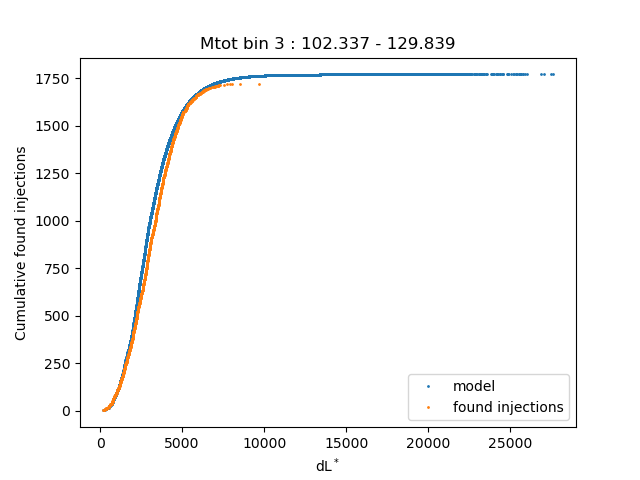 Mtot bin 3 : 102.337 - 129.839
Cumulative found injections
1750
1500
1250
1000
750
500
250
0
0 5000 10000 15000 20000 25000
dL*
model
found injections